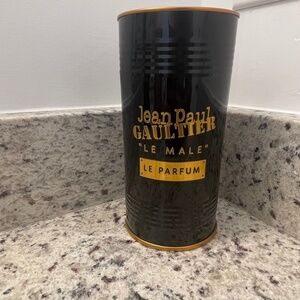 Jean Paul
GAULTIER
"LE MALE"
LE PARFUM